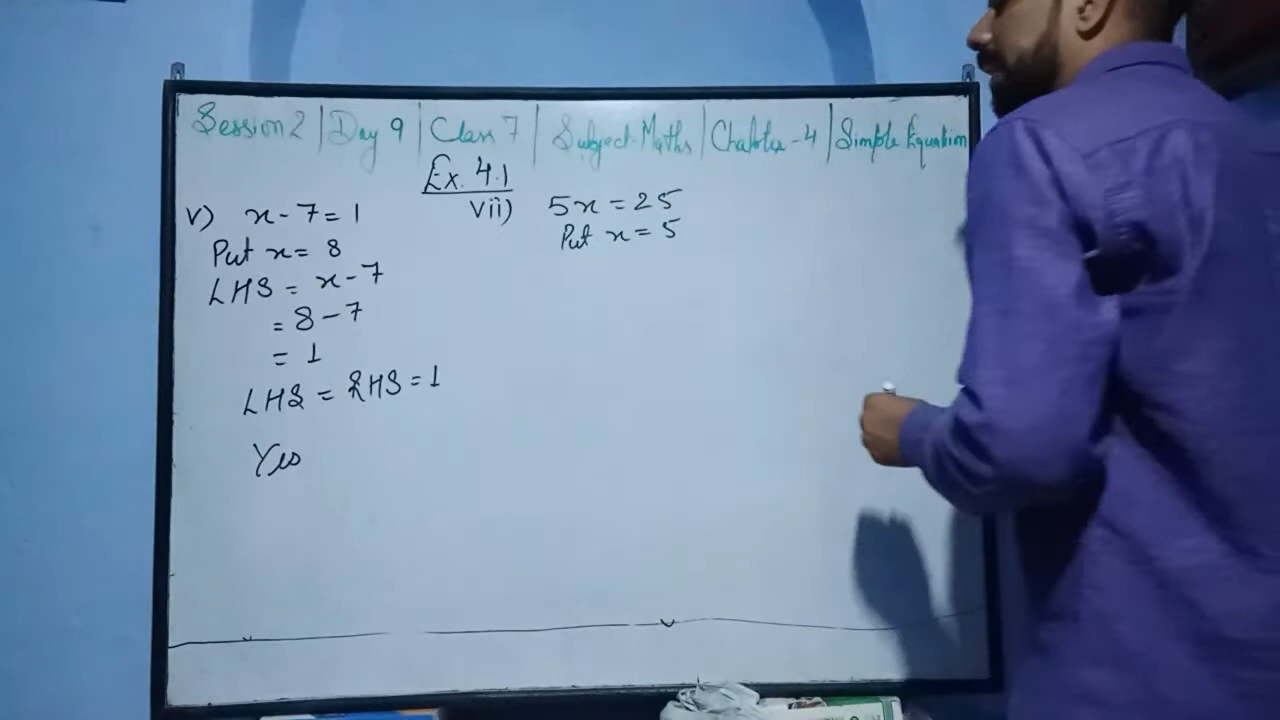 Session 2 | Day 9 | Class 7 | Subject-Maths | Chapter-4 | Simple Equation
Ex. 4.1
v) x-7=1
Put x= 8
LHS = x-7
= 8-7
= 1
LHS = RHS = 1
Yes
vii) 5x=25
Put x=5